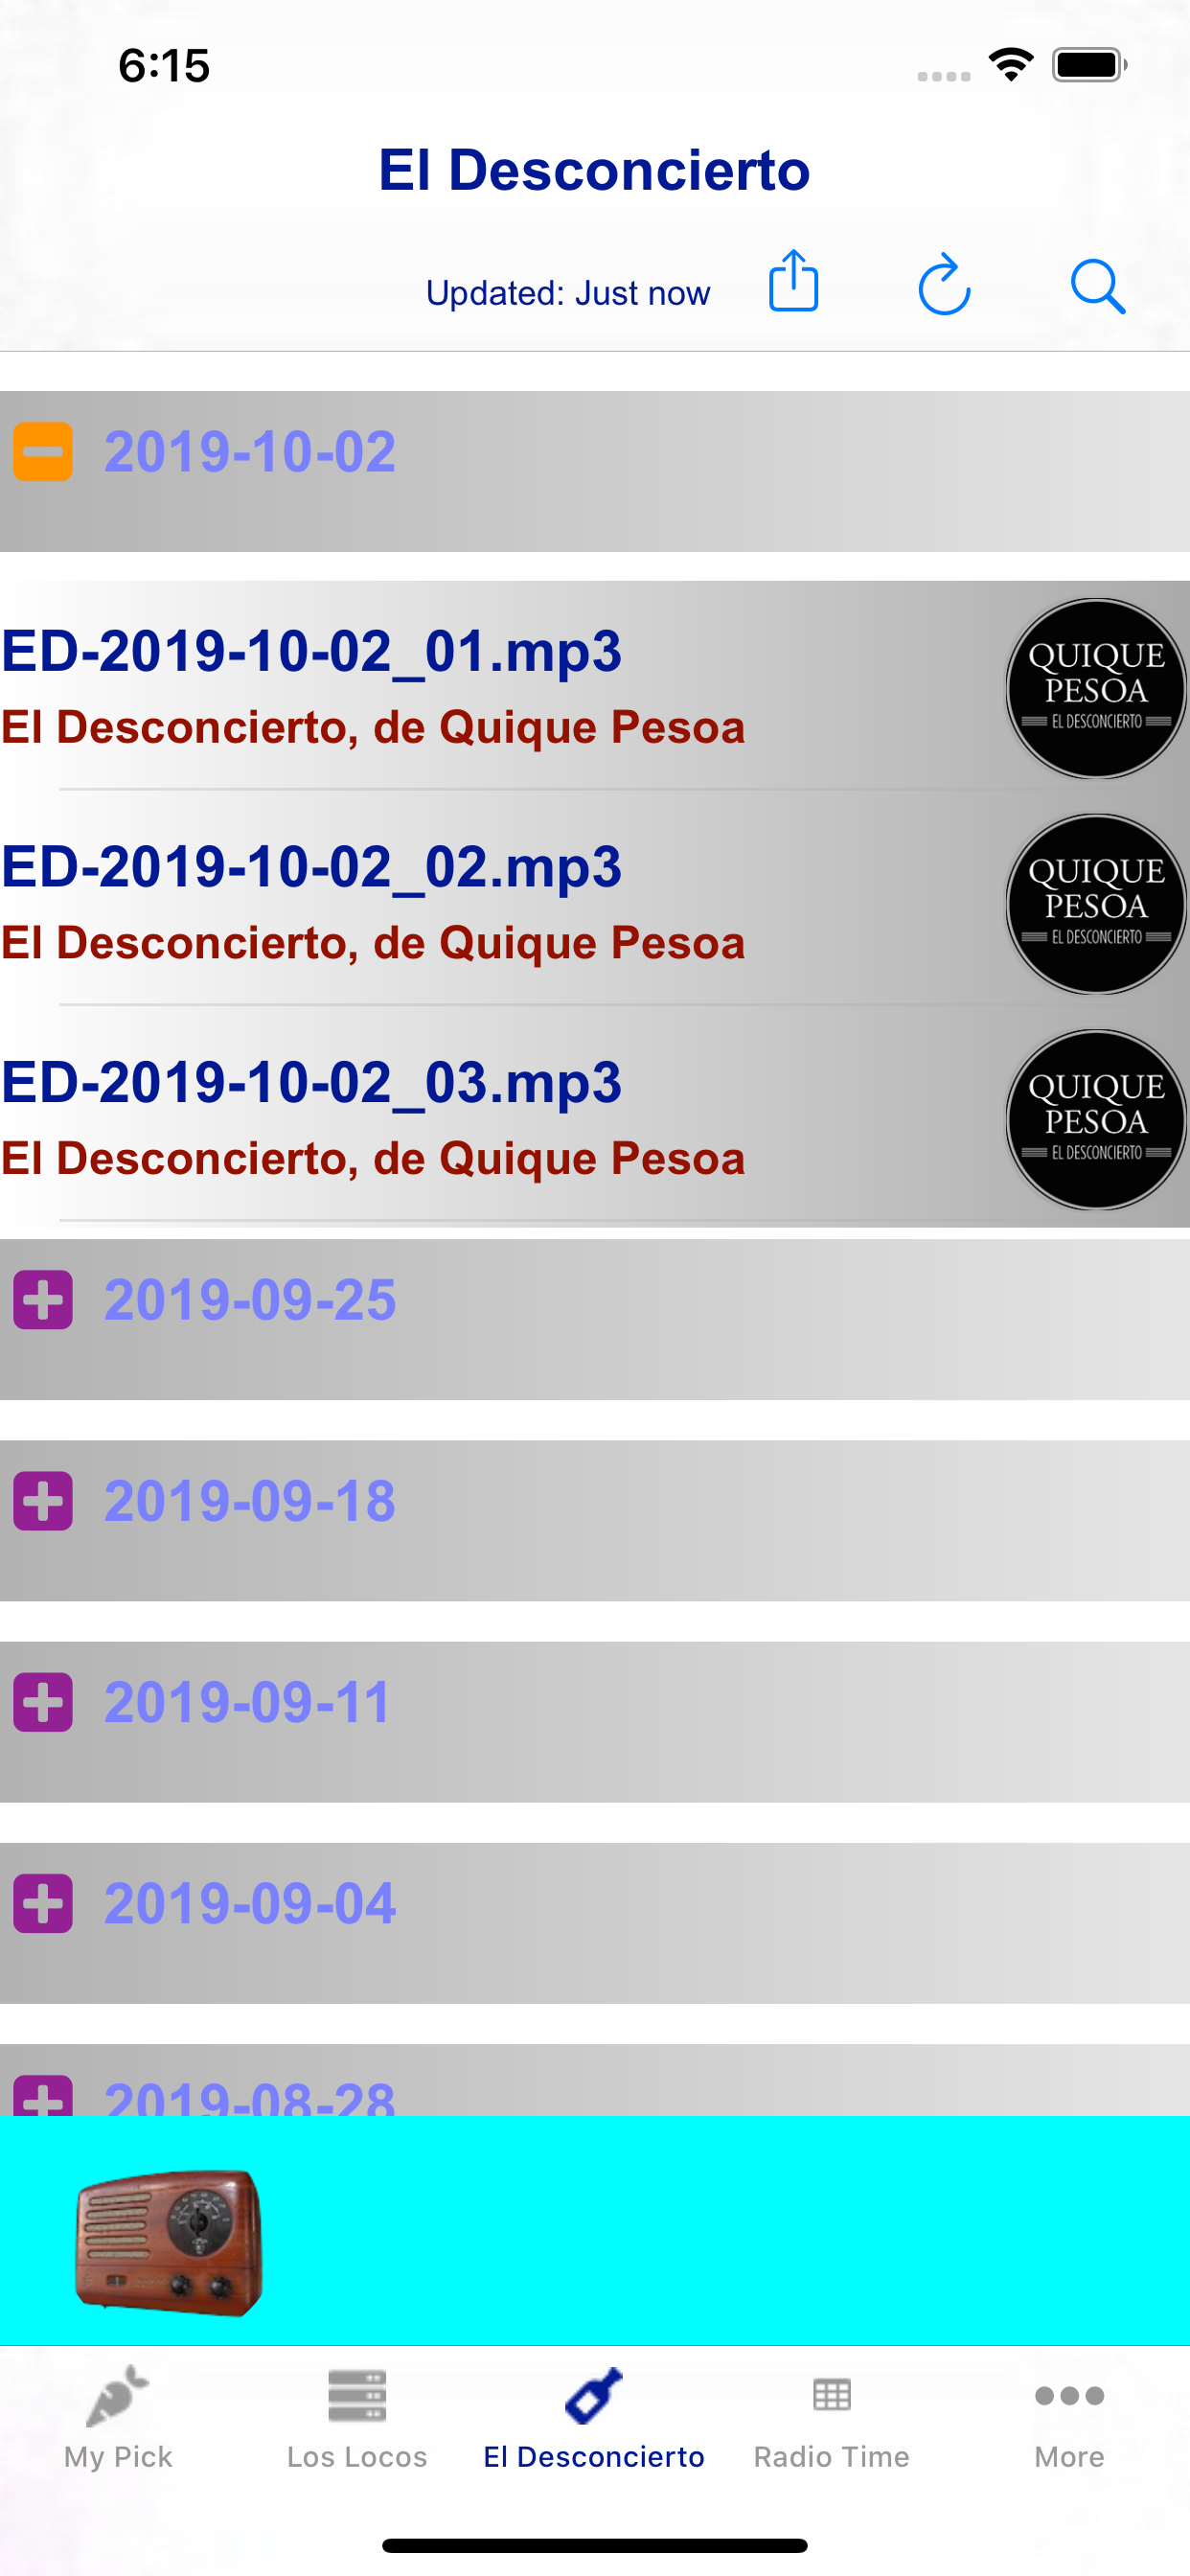 6:15
El Desconcierto
Updated: Just now
2019-10-02
ED-2019-10-02_01.mp3
El Desconcierto, de Quique Pesoa
QUIQUE
PESOA
EL DESCONCIERTO
ED-2019-10-02_02.mp3
El Desconcierto, de Quique Pesoa
QUIQUE
PESOA
EL DESCONCIERTO
ED-2019-10-02_03.mp3
El Desconcierto, de Quique Pesoa
QUIQUE
PESOA
EL DESCONCIERTO
2019-09-25
2019-09-18
2019-09-11
2019-09-04
2019-08-28
My Pick
Los Locos
El Desconcierto
Radio Time
More